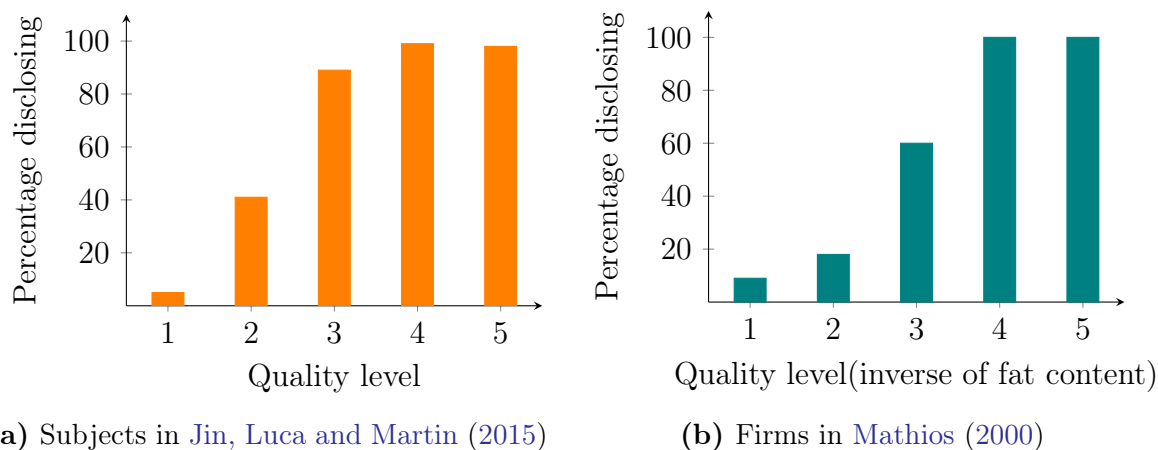 Percentage disclosing
100
80
60
40
20
1 2 3 4 5
Quality level
a) Subjects in Jin, Luca and Martin (2015)
Percentage disclosing
100
80
60
40
20
1 2 3 4 5
Quality level(inverse of fat content)
(b) Firms in Mathios (2000)